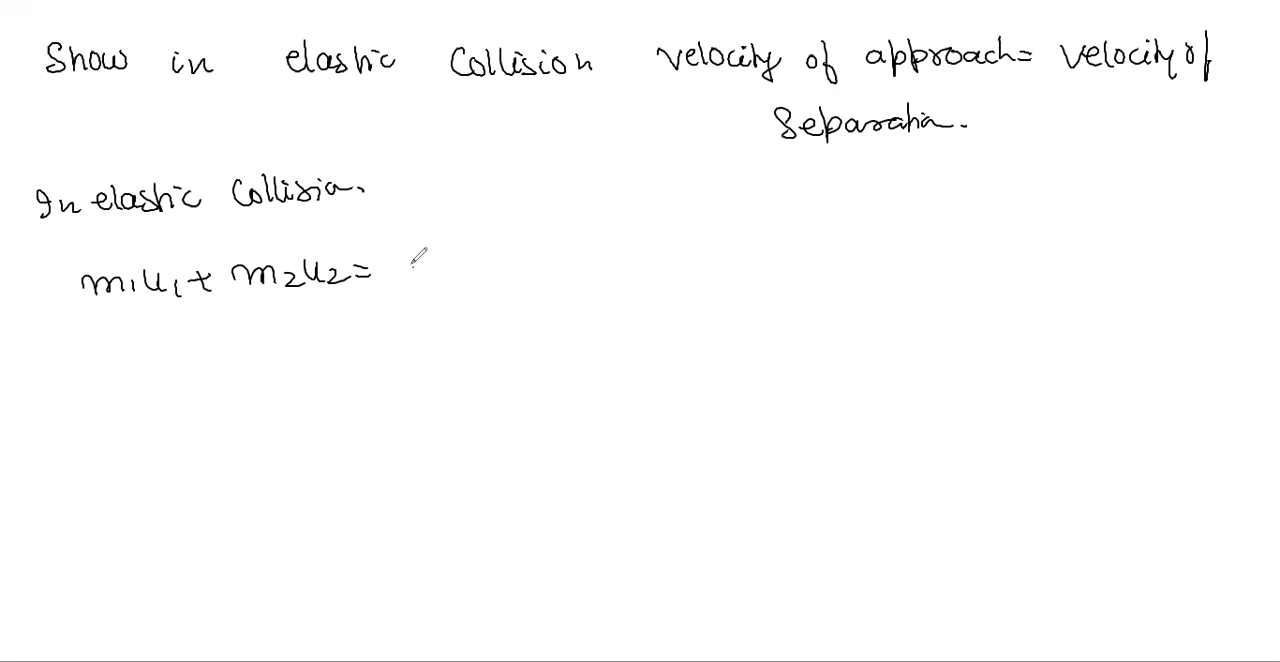 Show in elastic Collision velocity of approach = velocity of
Separation.
In elastic Collision.
m₁u₁ + m₂u₂ =